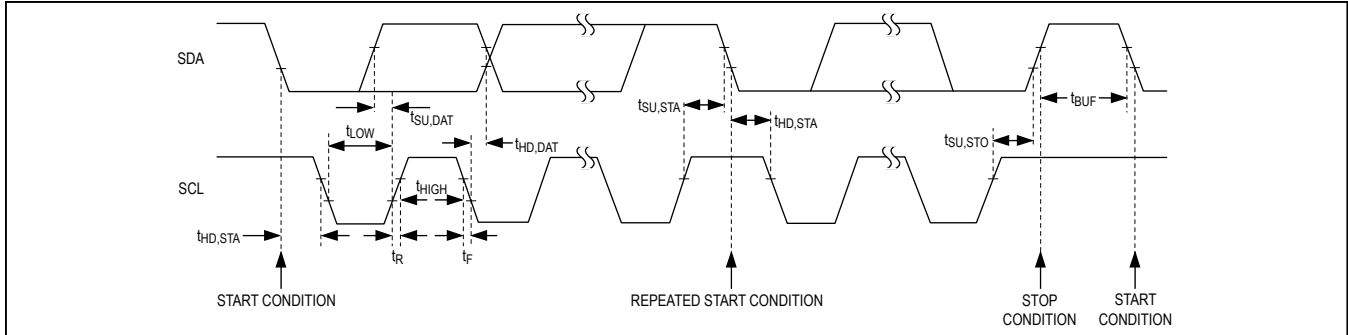 SDA
tSU,STA
tBUF
tSU,DAT
tHD,STA
tLOW
tSU,STO
tHD,DAT
SCL
tHIGH
tHD,STA
tR
tF
START CONDITION
REPEATED START CONDITION
STOP
CONDITION
START
CONDITION